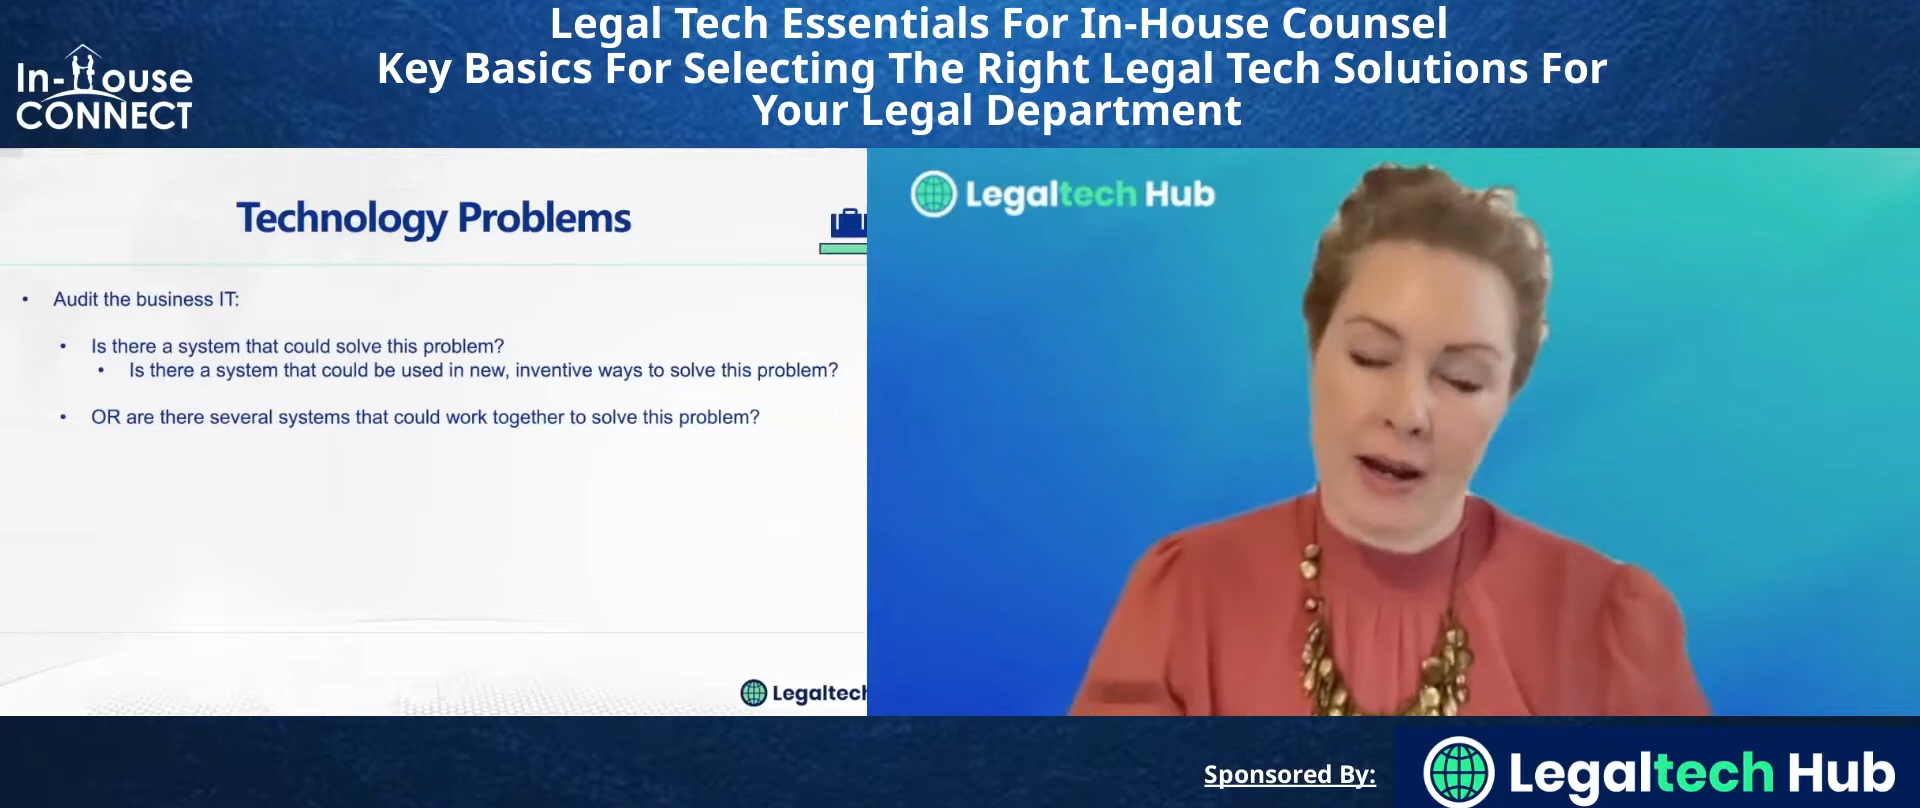 Legal Tech Essentials For In-House Counsel
Key Basics For Selecting The Right Legal Tech Solutions For
Your Legal Department
In-House
CONNECT
Technology Problems
• Audit the business IT:
• Is there a system that could solve this problem?
• Is there a system that could be used in new, inventive ways to solve this problem?
• OR are there several systems that could work together to solve this problem?
Legaltech
Legaltech Hub
Sponsored By:
Legaltech Hub